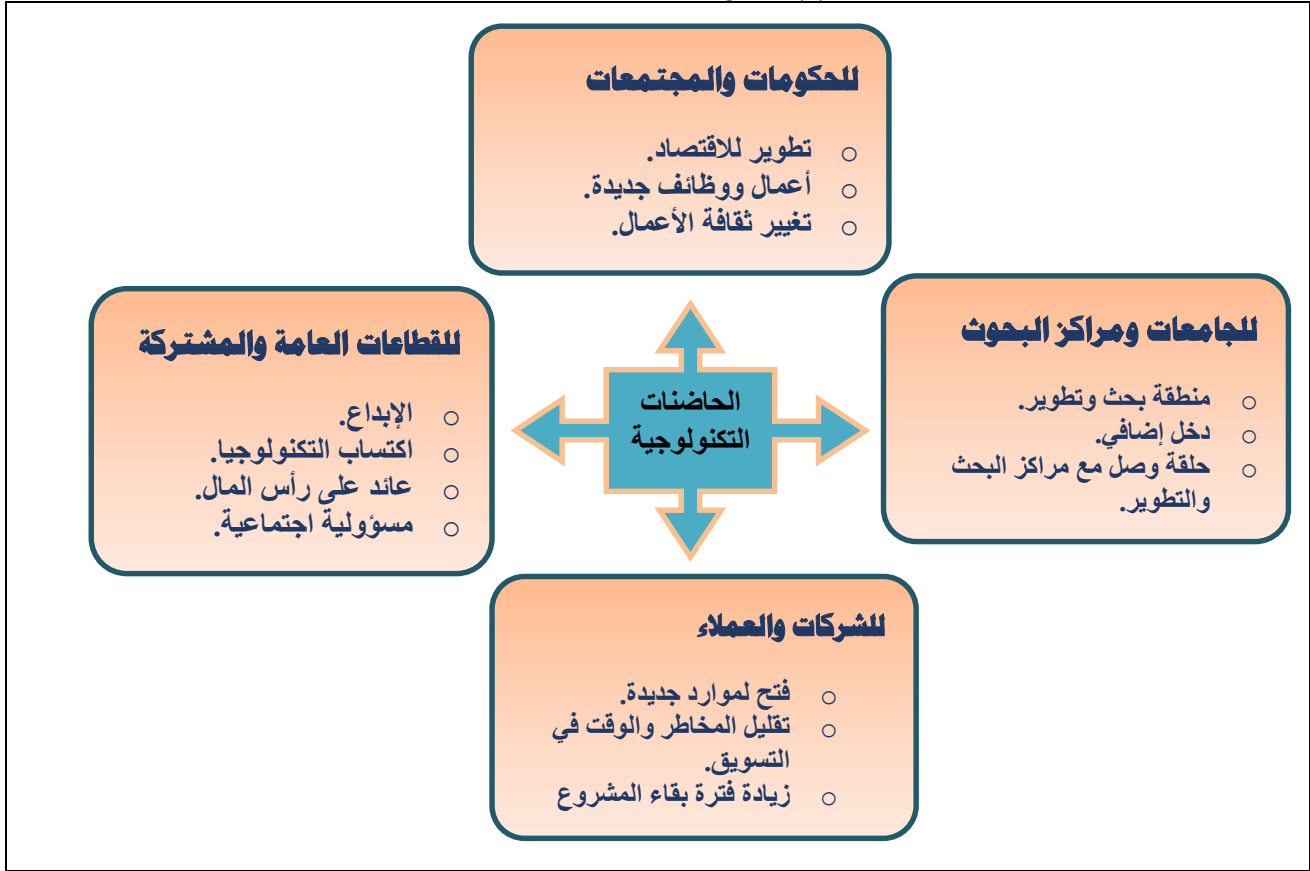 للحكومات والمجتمعات
○ تطوير للاقتصاد.
○ أعمال ووظائف جديدة.
○ تغيير ثقافة الأعمال.
للجامعات ومراكز البحوث
○ منطقة بحث وتطوير.
○ دخل إضافي.
○ حلقة وصل مع مراكز البحث
والتطوير.
الحاضنات
التكنولوجية
للقطاعات العامة والمشتركة
○ الإبداع.
○ اكتساب التكنولوجيا.
○ عائد على رأس المال.
○ مسؤولية اجتماعية.
للشركات والعملاء
○ فتح لموارد جديدة.
○ تقليل المخاطر والوقت في
التسويق.
○ زيادة فترة بقاء المشروع